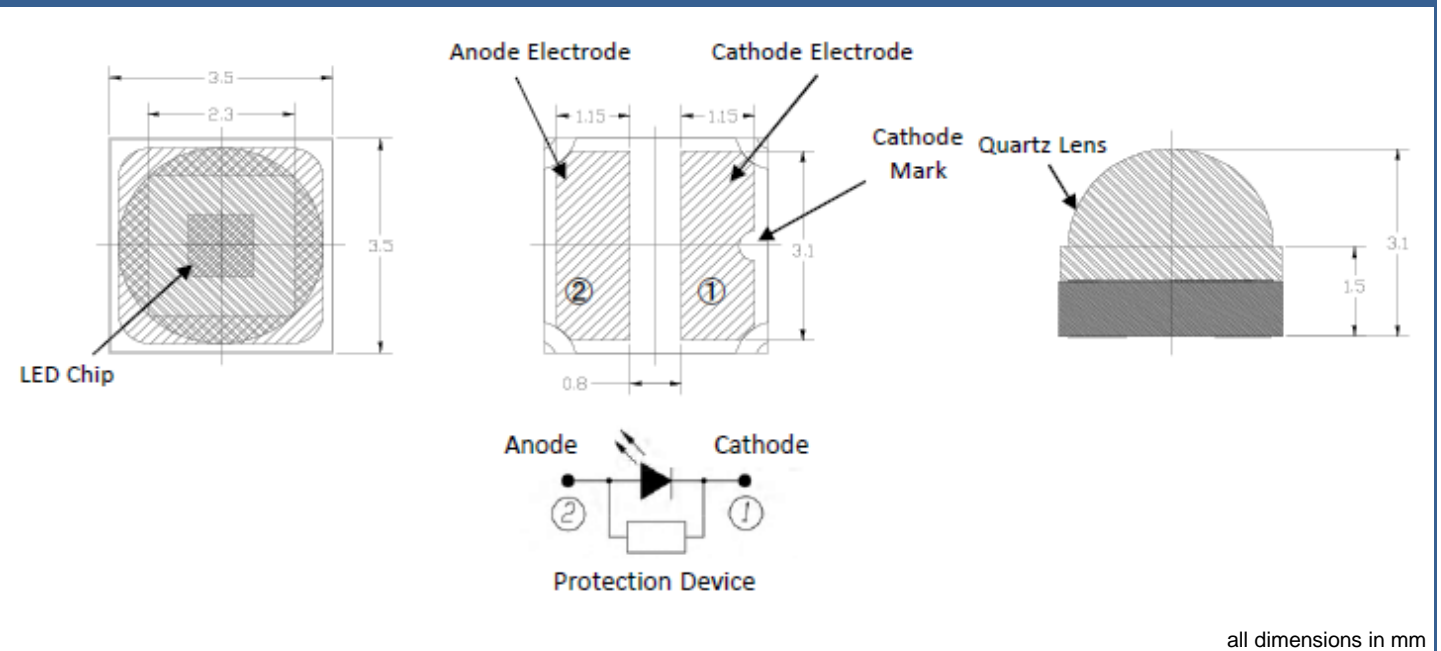 Anode Electrode
Cathode Electrode
3.5
2.3
1.15
1.15
Cathode
Mark
Quartz Lens
3.5
3.1
3.1
1.5
②
①
LED Chip
0.8
Anode
Cathode
②
①
Protection Device
all dimensions in mm